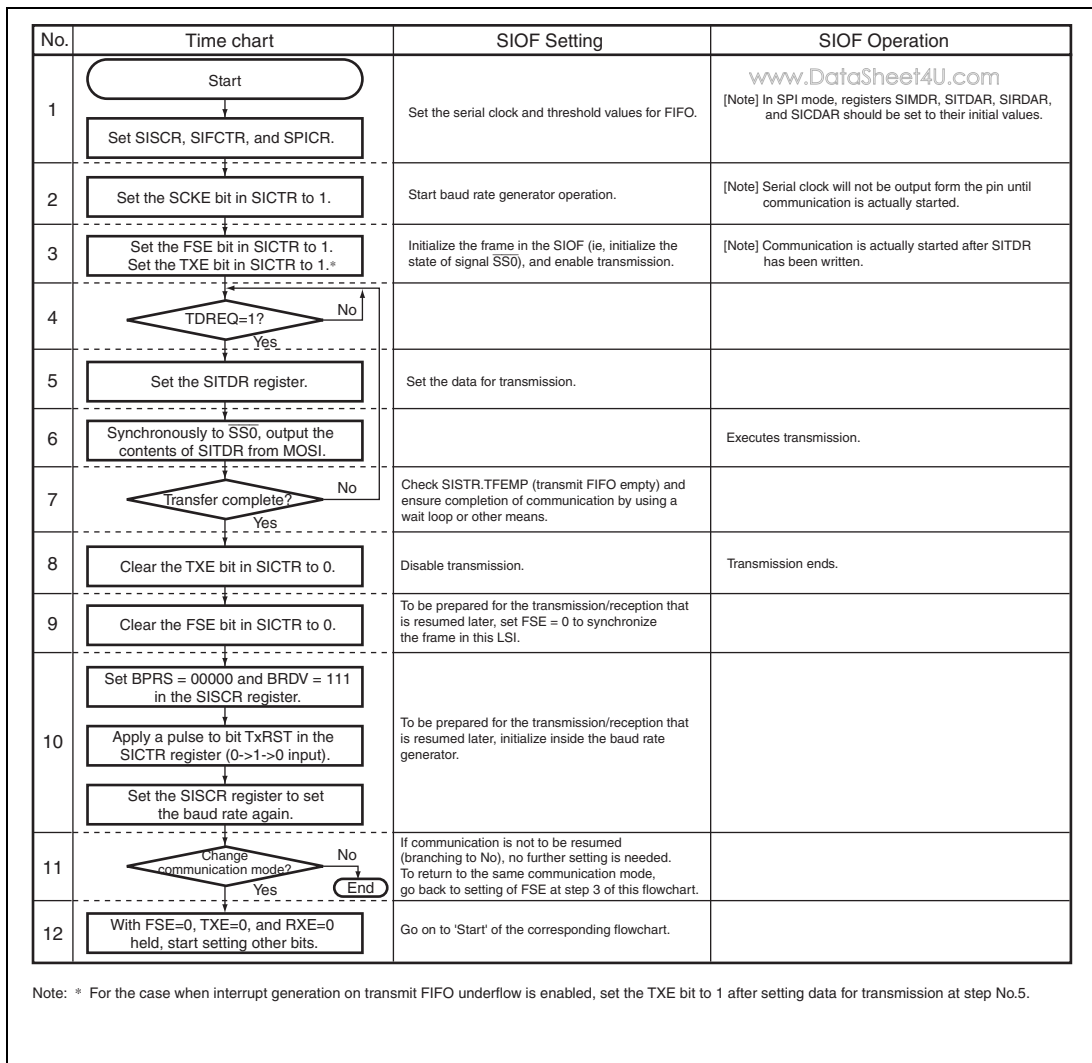 No.
Time chart
SIOF Setting
SIOF Operation
1
Start
Set SISCR, SIFCTR, and SPICR.
Set the serial clock and threshold values for FIFO.
www.DataSheet4U.com
[Note] In SPI mode, registers SIMDR, SITDAR, SIRDAR,
and SICDAR should be set to their initial values.
2
Set the SCKE bit in SICTR to 1.
Start baud rate generator operation.
[Note] Serial clock will not be output form the pin until
communication is actually started.
3
Set the FSE bit in SICTR to 1.
Set the TXE bit in SICTR to 1.*
Initialize the frame in the SIOF (ie, initialize the
state of signal SS0), and enable transmission.
[Note] Communication is actually started after SITDR
has been written.
4
TDREQ=1?
No
Yes
5
Set the SITDR register.
Set the data for transmission.
6
Synchronously to SS0, output the
contents of SITDR from MOSI.
Executes transmission.
7
Transfer complete?
No
Yes
Check SISTR.TFEMP (transmit FIFO empty) and
ensure completion of communication by using a
wait loop or other means.
8
Clear the TXE bit in SICTR to 0.
Disable transmission.
Transmission ends.
9
Clear the FSE bit in SICTR to 0.
To be prepared for the transmission/reception that
is resumed later, set FSE = 0 to synchronize
the frame in this LSI.
10
Set BPRS = 00000 and BRDV = 111
in the SISCR register.
Apply a pulse to bit TxRST in the
SICTR register (0->1->0 input).
Set the SISCR register to set
the baud rate again.
To be prepared for the transmission/reception that
is resumed later, initialize inside the baud rate
generator.
11
Change
communication mode?
No
Yes
End
If communication is not to be resumed
(branching to No), no further setting is needed.
To return to the same communication mode,
go back to setting of FSE at step 3 of this flowchart.
12
With FSE=0, TXE=0, and RXE=0
held, start setting other bits.
Go on to 'Start' of the corresponding flowchart.
Note: * For the case when interrupt generation on transmit FIFO underflow is enabled, set the TXE bit to 1 after setting data for transmission at step No.5.